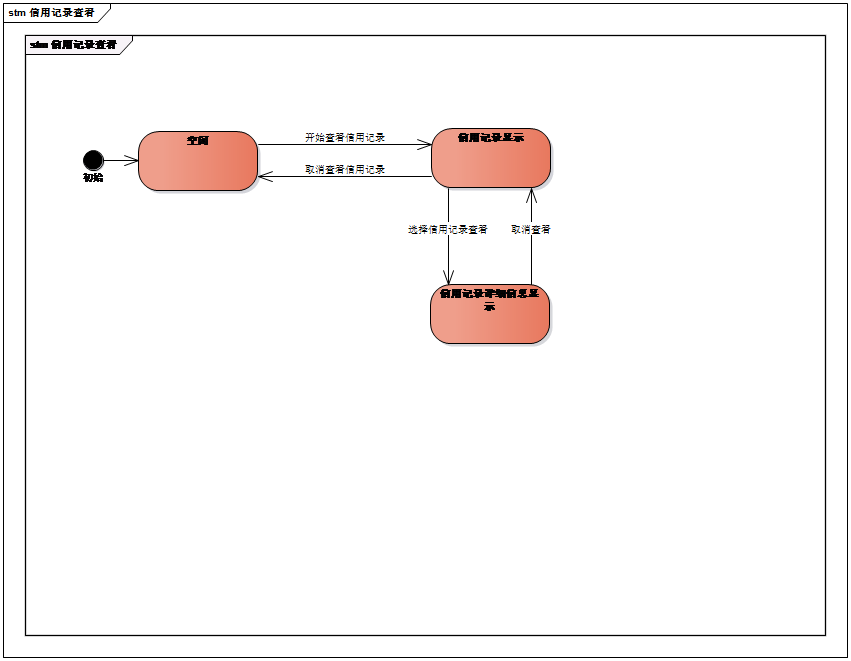 stm 信用记录查看
stm 信用记录查看
空闲
开始查看信用记录
信用记录显示
初始
取消查看信用记录
选择信用记录查看
取消查看
信用记录详细信息显
示